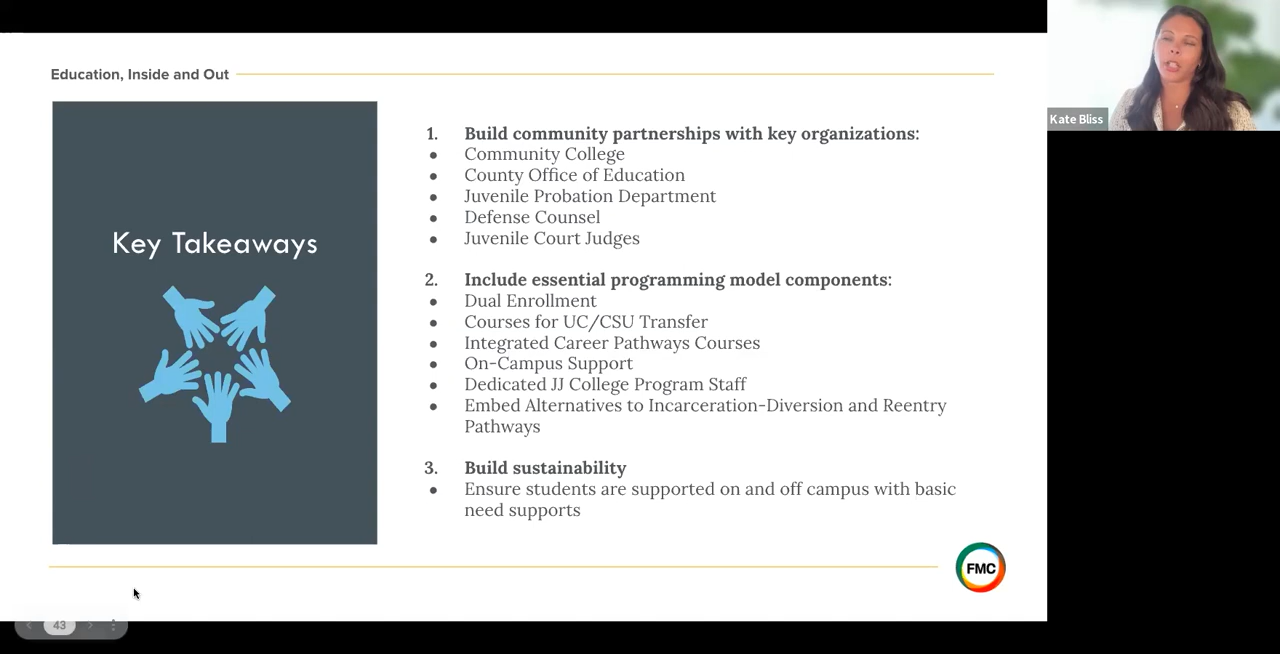 Education, Inside and Out
Kate Bliss
Key Takeaways
1. Build community partnerships with key organizations:
● Community College
● County Office of Education
● Juvenile Probation Department
● Defense Counsel
● Juvenile Court Judges
2. Include essential programming model components:
● Dual Enrollment
● Courses for UC/CSU Transfer
● Integrated Career Pathways Courses
● On-Campus Support
● Dedicated JJ College Program Staff
● Embed Alternatives to Incarceration-Diversion and Reentry
Pathways
3. Build sustainability
● Ensure students are supported on and off campus with basic
need supports
FMC
43